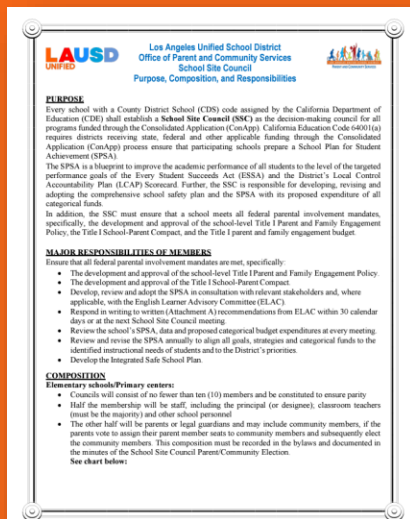 LAUSD
UNIFIED
Los Angeles Unified School District
Office of Parent and Community Services
School Site Council
Purpose, Composition, and Responsibilities
PURPOSE
Every school with a County District School (CDS) code assigned by the California Department of
Education (CDE) shall establish a School Site Council (SSC) as the decision-making council for all
programs funded through the Consolidated Application (ConApp). California Education Code 64001(a)
requires districts receiving state, federal and other applicable funding through the Consolidated
Application (ConApp) process ensure that participating schools prepare a School Plan for Student
Achievement (SPSA).
The SPSA is a blueprint to improve the academic performance of all students to the level of the targeted
performance goals of the Every Student Succeeds Act (ESSA) and the District's Local Control
Accountability Plan (LCAP) Scorecard. Further, the SSC is responsible for developing, revising and
adopting the comprehensive school safety plan and the SPSA with its proposed expenditure of all
categorical funds.
In addition, the SSC must ensure that a school meets all federal parental involvement mandates,
specifically, the development and approval of the school-level Title I Parent and Family Engagement
Policy, the Title I School-Parent Compact, and the Title I parent and family engagement budget.
MAJOR RESPONSIBILITIES OF MEMBERS
Ensure that all federal parental involvement mandates are met, specifically:
• The development and approval of the school-level Title I Parent and Family Engagement Policy.
• The development and approval of the Title I School-Parent Compact.
• Develop, review and adopt the SPSA in consultation with relevant stakeholders and, where
applicable, with the English Learner Advisory Committee (ELAC).
• Respond in writing to written (Attachment A) recommendations from ELAC within 30 calendar
days or at the next School Site Council meeting.
• Review the school's SPSA, data and proposed categorical budget expenditures at every meeting.
• Review and revise the SPSA annually to align all goals, strategies and categorical funds to the
identified instructional needs of students and to the District's priorities.
• Develop the Integrated Safe School Plan.
COMPOSITION
Elementary schools/Primary centers:
• Councils will consist of no fewer than ten (10) members and be constituted to ensure parity
• Half the membership will be staff, including the principal (or designee); classroom teachers
(must be the majority) and other school personnel
• The other half will be parents or legal guardians and may include community members, if the
parents vote to assign their parent member seats to community members and subsequently elect
the community members. This composition must be recorded in the bylaws and documented in
the minutes of the School Site Council Parent/Community Election.
See chart below: